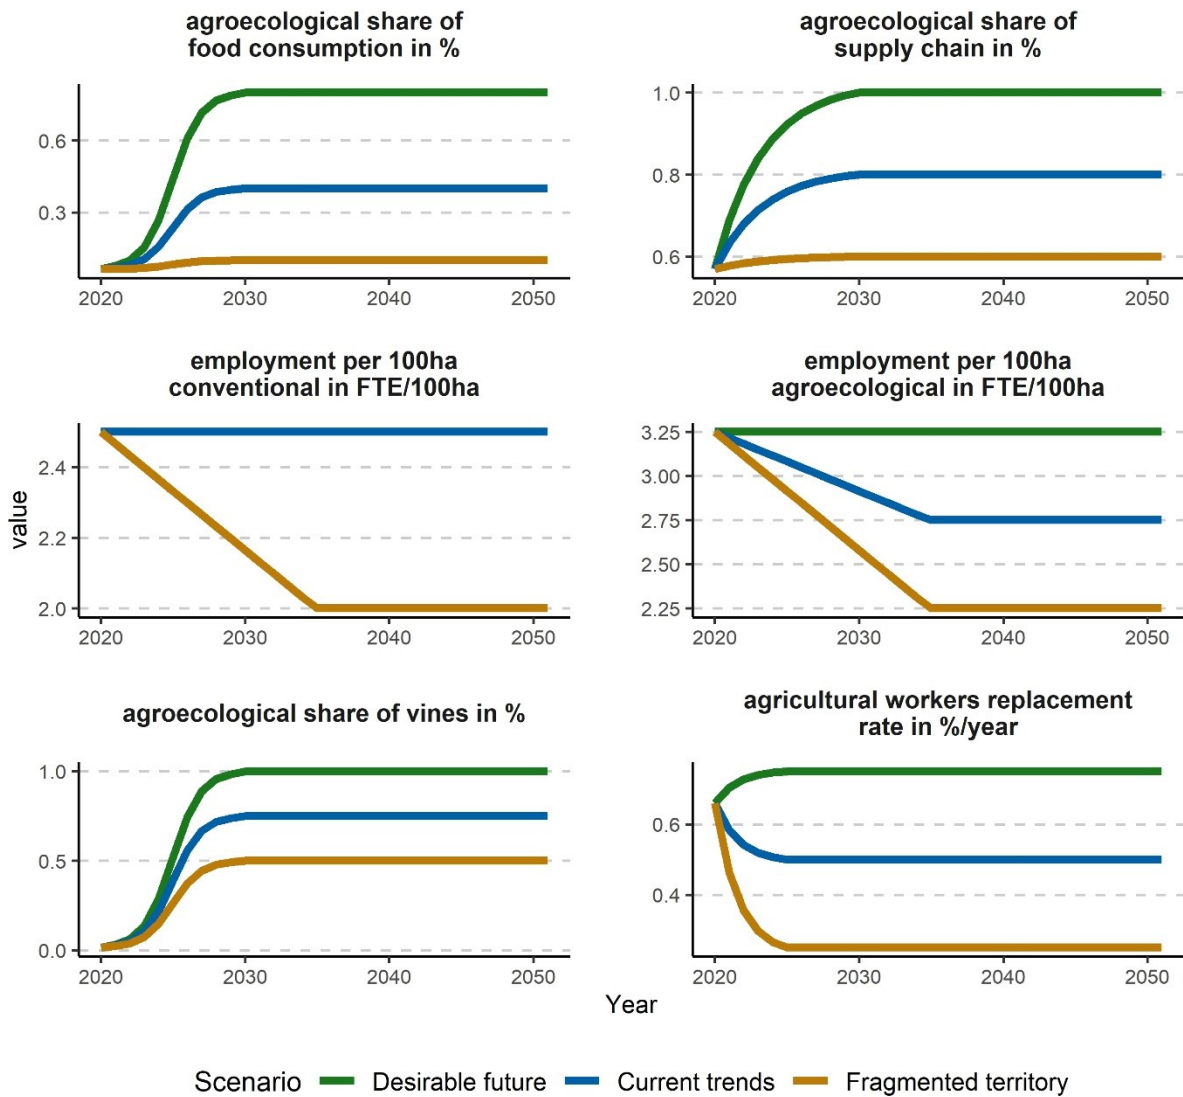 agroecological share of
food consumption in %
0.6
0.3
2020 2030 2040 2050
agroecological share of
supply chain in %
1.0
0.8
0.6
2020 2030 2040 2050
employment per 100ha
conventional in FTE/100ha
2.4
2.2
2.0
2020 2030 2040 2050
employment per 100ha
agroecological in FTE/100ha
3.25
3.00
2.75
2.50
2.25
2020 2030 2040 2050
value
agroecological share of vines in %
1.0
0.5
0.0
2020 2030 2040 2050
agricultural workers replacement
rate in %/year
0.6
0.4
2020 2030 2040 2050
Year
Scenario Desirable future Current trends Fragmented territory